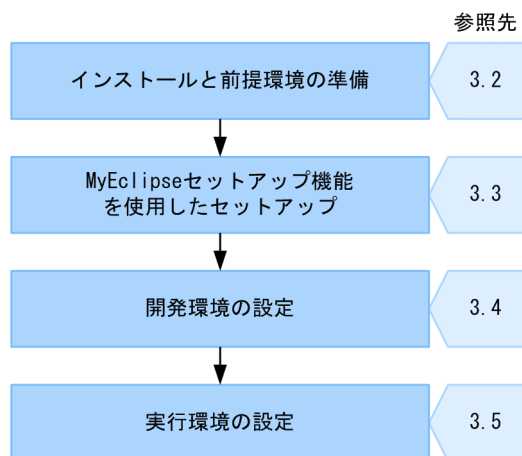 参照先
インストールと前提環境の準備
3.2
MyEclipseセットアップ機能
を使用したセットアップ
3.3
開発環境の設定
3.4
実行環境の設定
3.5